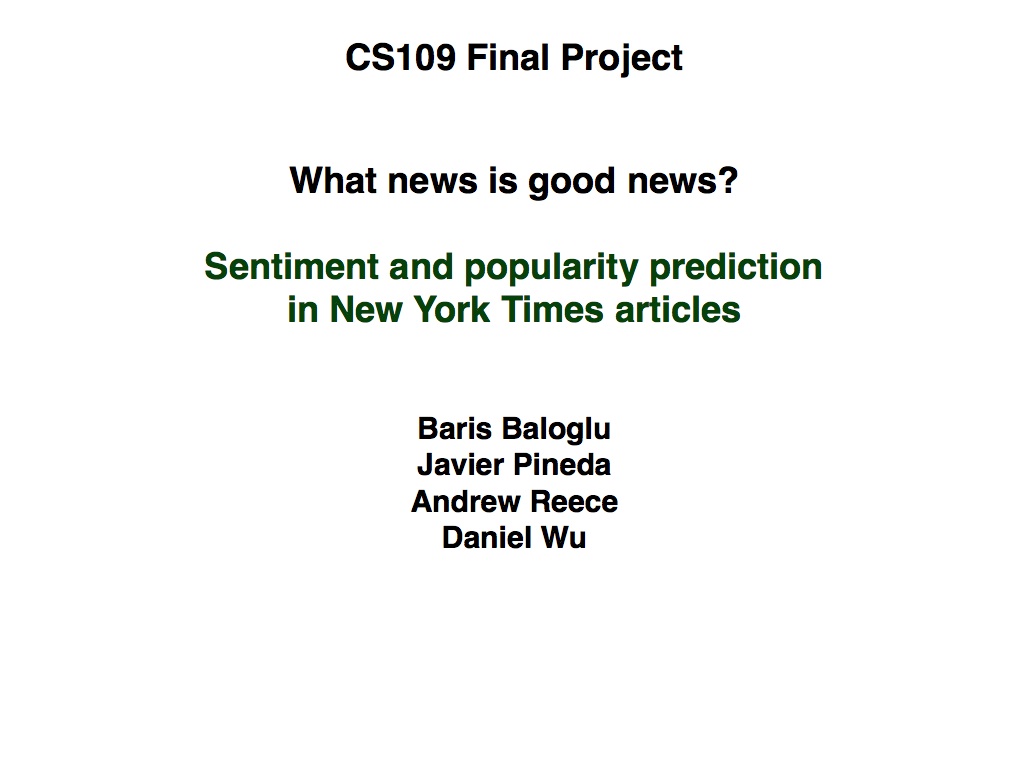 CS109 Final Project
What news is good news?
Sentiment and popularity prediction
in New York Times articles
Baris Baloglu
Javier Pineda
Andrew Reece
Daniel Wu